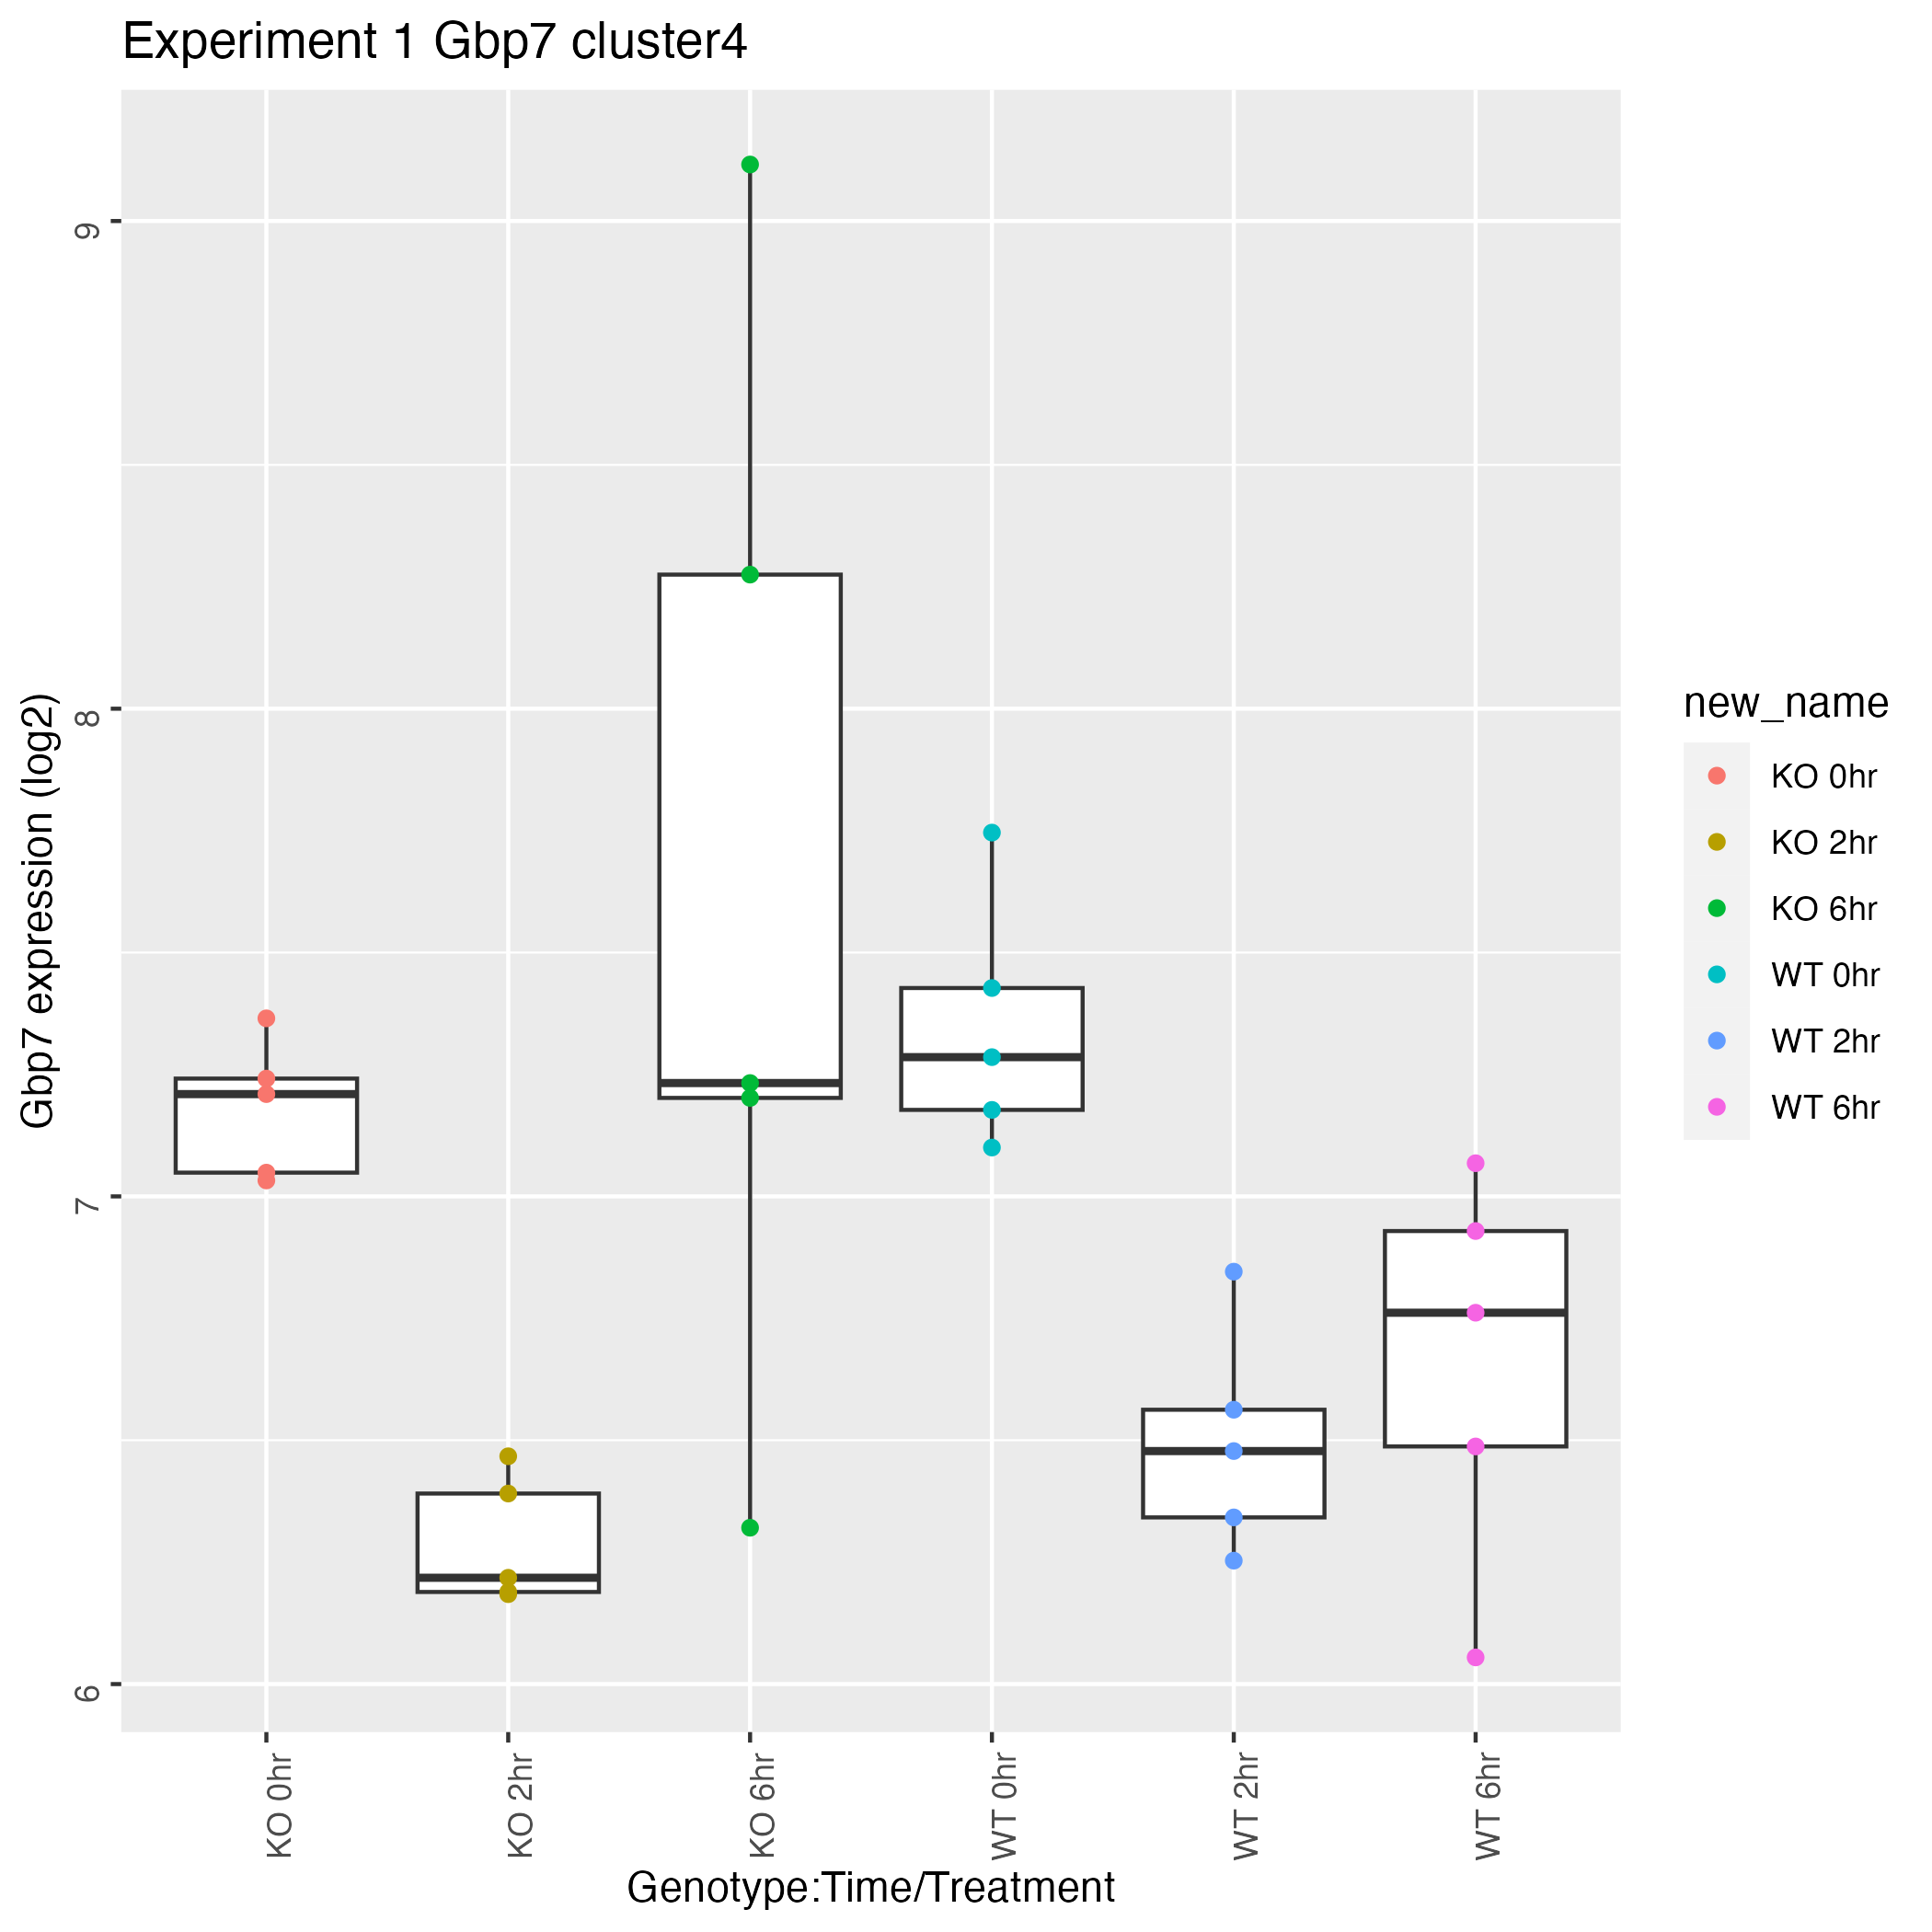 Experiment 1 Gbp7 cluster4
Gbp7 expression (log2)
9
8
7
6
KO 0hr
KO 2hr
KO 6hr
WT 0hr
WT 2hr
WT 6hr
Genotype:Time/Treatment
new_name
KO 0hr
KO 2hr
KO 6hr
WT 0hr
WT 2hr
WT 6hr